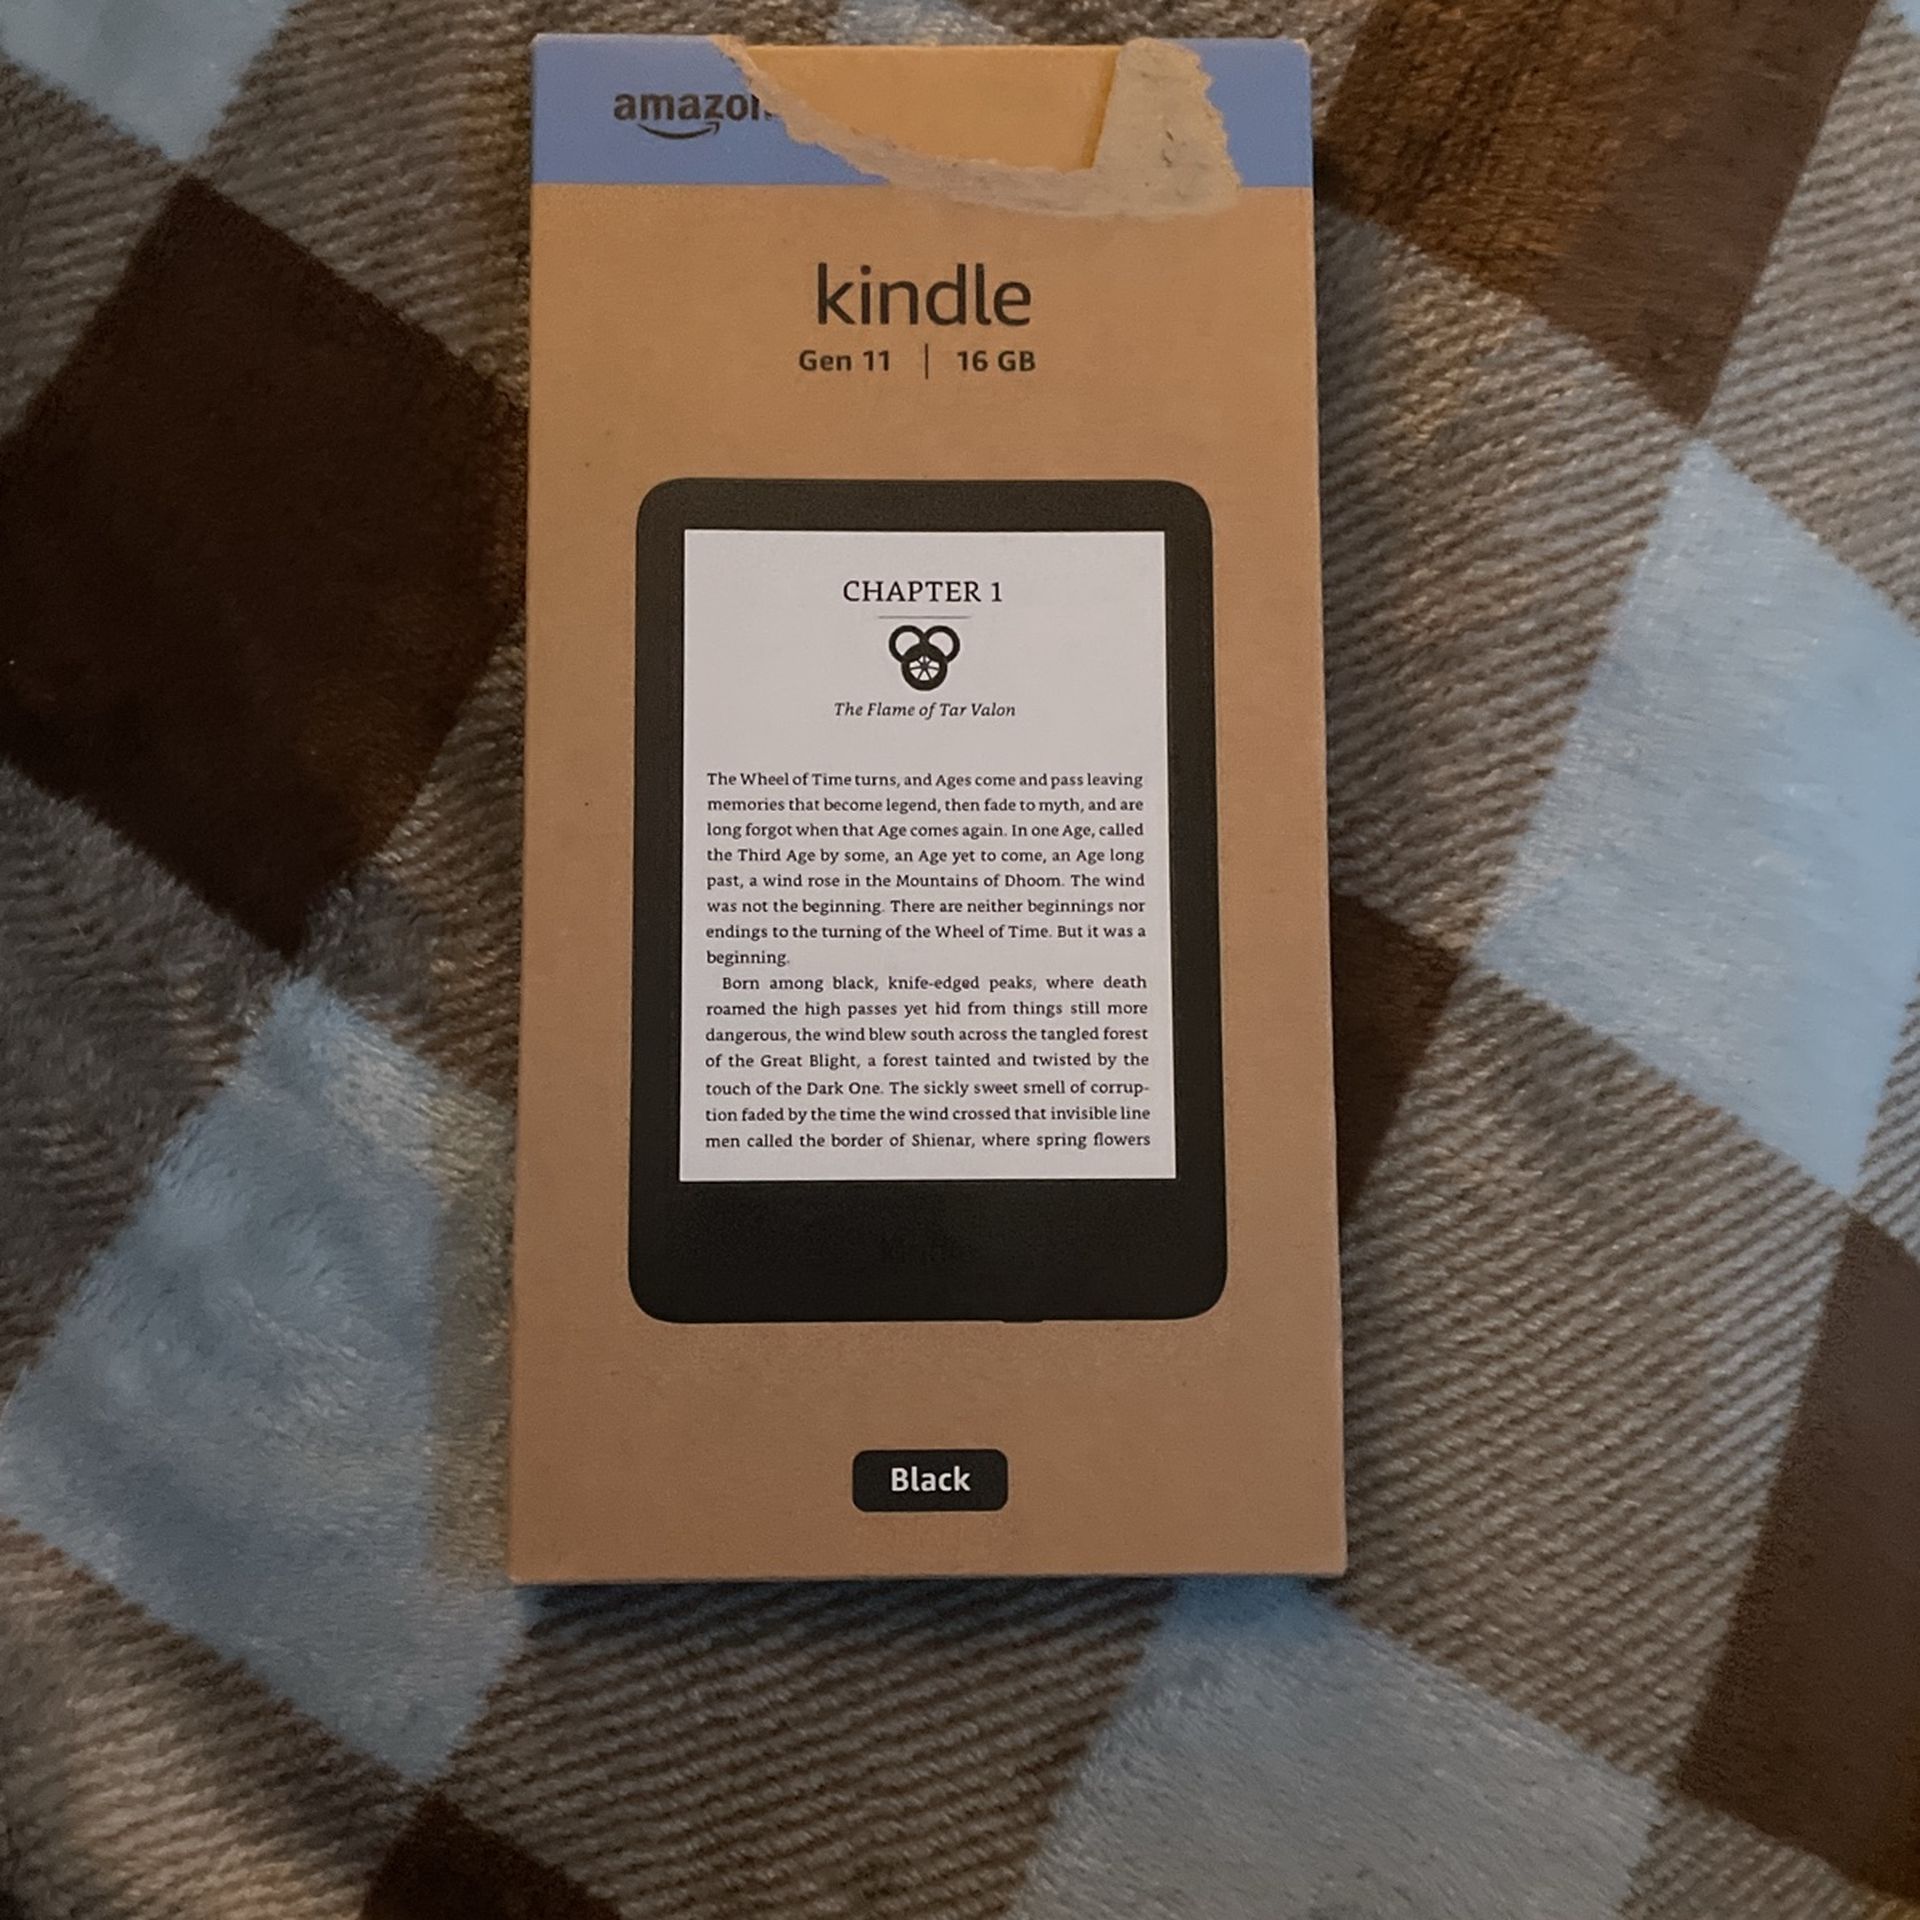 amazon
kindle
Gen 11 | 16 GB
CHAPTER 1
The Flame of Tar Valon
The Wheel of Time turns, and Ages come and pass leaving
memories that become legend, then fade to myth, and are
long forgot when that Age comes again. In one Age, called
the Third Age by some, an Age yet to come, an Age long
past, a wind rose in the Mountains of Dhoom. The wind
was not the beginning. There are neither beginnings nor
endings to the turning of the Wheel of Time. But it was a
beginning.
Born among black, knife-edged peaks, where death
roamed the high passes yet hid from things still more
dangerous, the wind blew south across the tangled forest
of the Great Blight, a forest tainted and twisted by the
touch of the Dark One. The sickly sweet smell of corrup-
tion faded by the time the wind crossed that invisible line
men called the border of Shienar, where spring flowers
Black